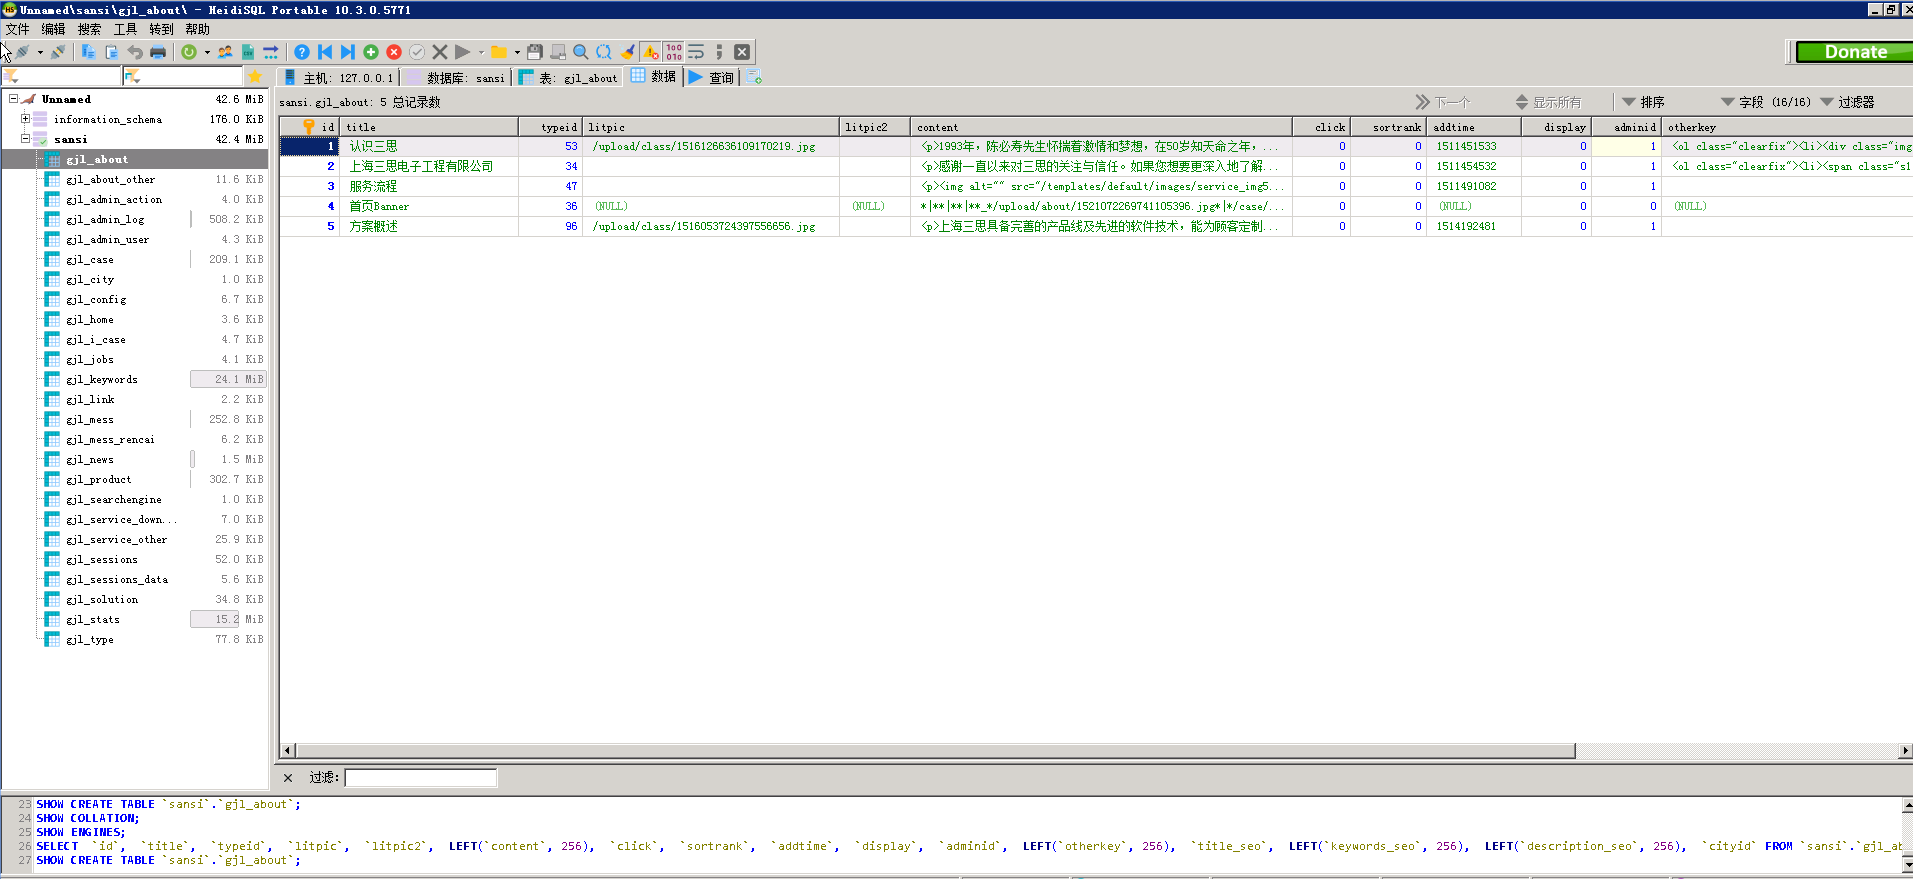 Unnamed\sansi\gjl_about\ - HeidiSQL Portable 10.3.0.5771
文件 编辑 搜索 工具 转到 帮助
Donate
主机: 127.0.0.1 数据库: sansi 表: gjl_about 数据 查询
Unnamed 42.6 MiB
information_schema 176.0 KiB
sansi 42.4 MiB
gjl_about
gjl_about_other 11.6 KiB
gjl_admin_action 4.0 KiB
gjl_admin_log 508.2 KiB
gjl_admin_user 4.3 KiB
gjl_case 209.1 KiB
gjl_city 1.0 KiB
gjl_config 6.7 KiB
gjl_home 3.6 KiB
gjl_i_case 4.7 KiB
gjl_jobs 4.1 KiB
gjl_keywords 24.1 MiB
gjl_link 2.2 KiB
gjl_mess 252.8 KiB
gjl_mess_rencai 6.2 KiB
gjl_news 1.5 MiB
gjl_product 302.7 KiB
gjl_searchengine 1.0 KiB
gjl_service_down... 7.0 KiB
gjl_service_other 25.9 KiB
gjl_sessions 52.0 KiB
gjl_sessions_data 5.6 KiB
gjl_solution 34.8 KiB
gjl_stats 15.2 MiB
gjl_type 77.8 KiB
sansi.gjl_about: 5 总记录数 下一个 显示所有 排序 字段 (16/16) 过滤器
id title typeid litpic litpic2 content click sortrank addtime display adminid otherkey
1 认识三思 53 /upload/class/1516126636109170219.jpg <p>1993年, 陈必寿先生怀揣着激情和梦想, 在50岁知天命之年, ... 0 0 1511451533 0 1 <ol class="clearfix"><li><div class="img
2 上海三思电子工程有限公司 34 <p>感谢一直以来对三思的关注与信任。如果您想要更深入地了解... 0 0 1511454532 0 1 <ol class="clearfix"><li><span class="sl
3 服务流程 47 <p><img alt="" src="/templates/default/images/service_img5... 0 0 1511491082 0 1
4 首页Banner 36 (NULL) (NULL) *|**|**|**_*/upload/about/1521072269741105396.jpg*|*/case/... 0 0 (NULL) 0 0 (NULL)
5 方案概述 96 /upload/class/1516053724397556656.jpg <p>上海三思具备完善的产品线及先进的软件技术, 能为顾客定制... 0 0 1514192481 0 1
过滤:
23 SHOW CREATE TABLE `sansi`.`gjl_about`;
24 SHOW COLLATION;
25 SHOW ENGINES;
26 SELECT `id`, `title`, `typeid`, `litpic`, `litpic2`, LEFT(`content`, 256), `click`, `sortrank`, `addtime`, `display`, `adminid`, LEFT(`otherkey`, 256), `title_seo`, LEFT(`keywords_seo`, 256), LEFT(`description_seo`, 256), `cityid` FROM `sansi`.`gjl_ab
27 SHOW CREATE TABLE `sansi`.`gjl_about`;